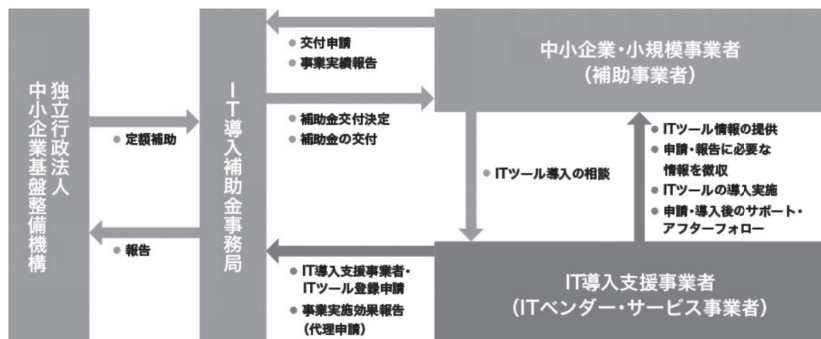 独立行政法人
中小企業基盤整備機構
● 定額補助
● 報告
IT導入補助金事務局
● 交付申請
● 事業実績報告
● 補助金交付決定
● 補助金の交付
● IT導入支援事業者・
ITツール登録申請
● 事業実施効果報告
（代理申請）
中小企業・小規模事業者
（補助事業者）
● ITツール導入の相談
● ITツール情報の提供
● 申請・報告に必要な
情報を徴収
● ITツールの導入実施
● 申請・導入後のサポート・
アフターフォロー
IT導入支援事業者
（ITベンダー・サービス事業者）